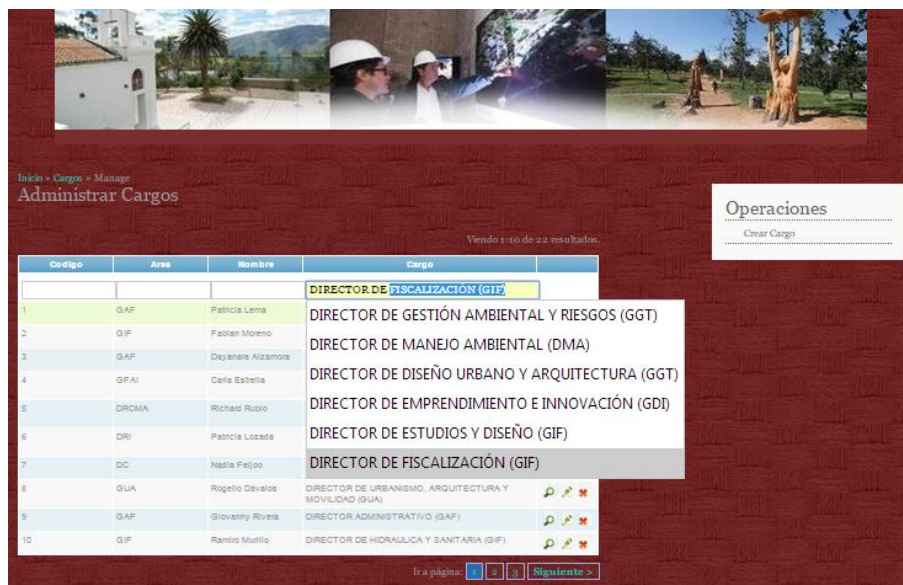 Inicio » Cargos » Manage
Administrar Cargos
Operaciones
Crear Cargo
Viendo 1-10 de 22 resultados.
Codigo Area Nombre Cargo
DIRECTOR DE FISCALIZACIÓN (GIF)
1 GAF Patricia Lema
DIRECTOR DE GESTIÓN AMBIENTAL Y RIESGOS (GGT)
2 GIF Fabian Moreno
DIRECTOR DE MANEJO AMBIENTAL (DMA)
3 GAF Dayanara Alzamora
DIRECTOR DE DISEÑO URBANO Y ARQUITECTURA (GGT)
4 GFAI Carla Estrella
DIRECTOR DE EMPRENDIMIENTO E INNOVACIÓN (GDI)
5 DRCMA Richard Rubio
DIRECTOR DE ESTUDIOS Y DISEÑO (GIF)
6 DRI Patricia Lozada
DIRECTOR DE FISCALIZACIÓN (GIF)
7 DC Nadia Feijoo
8 GUA Rogelio Dávalos DIRECTOR DE URBANISMO, ARQUITECTURA Y
MOVILIDAD (GUA)
9 GAF Giovanny Rivera DIRECTOR ADMINISTRATIVO (GAF)
10 GIF Ramiro Murillo DIRECTOR DE HIDRAULICA Y SANITARIA (GIF)
Ir a página: 1 2 3 Siguiente >